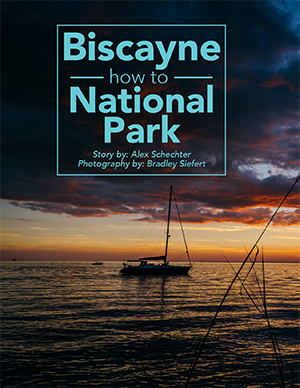 Biscayne
how to
National
Park
Story by: Alex Schechter
Photography by: Bradley Siefert